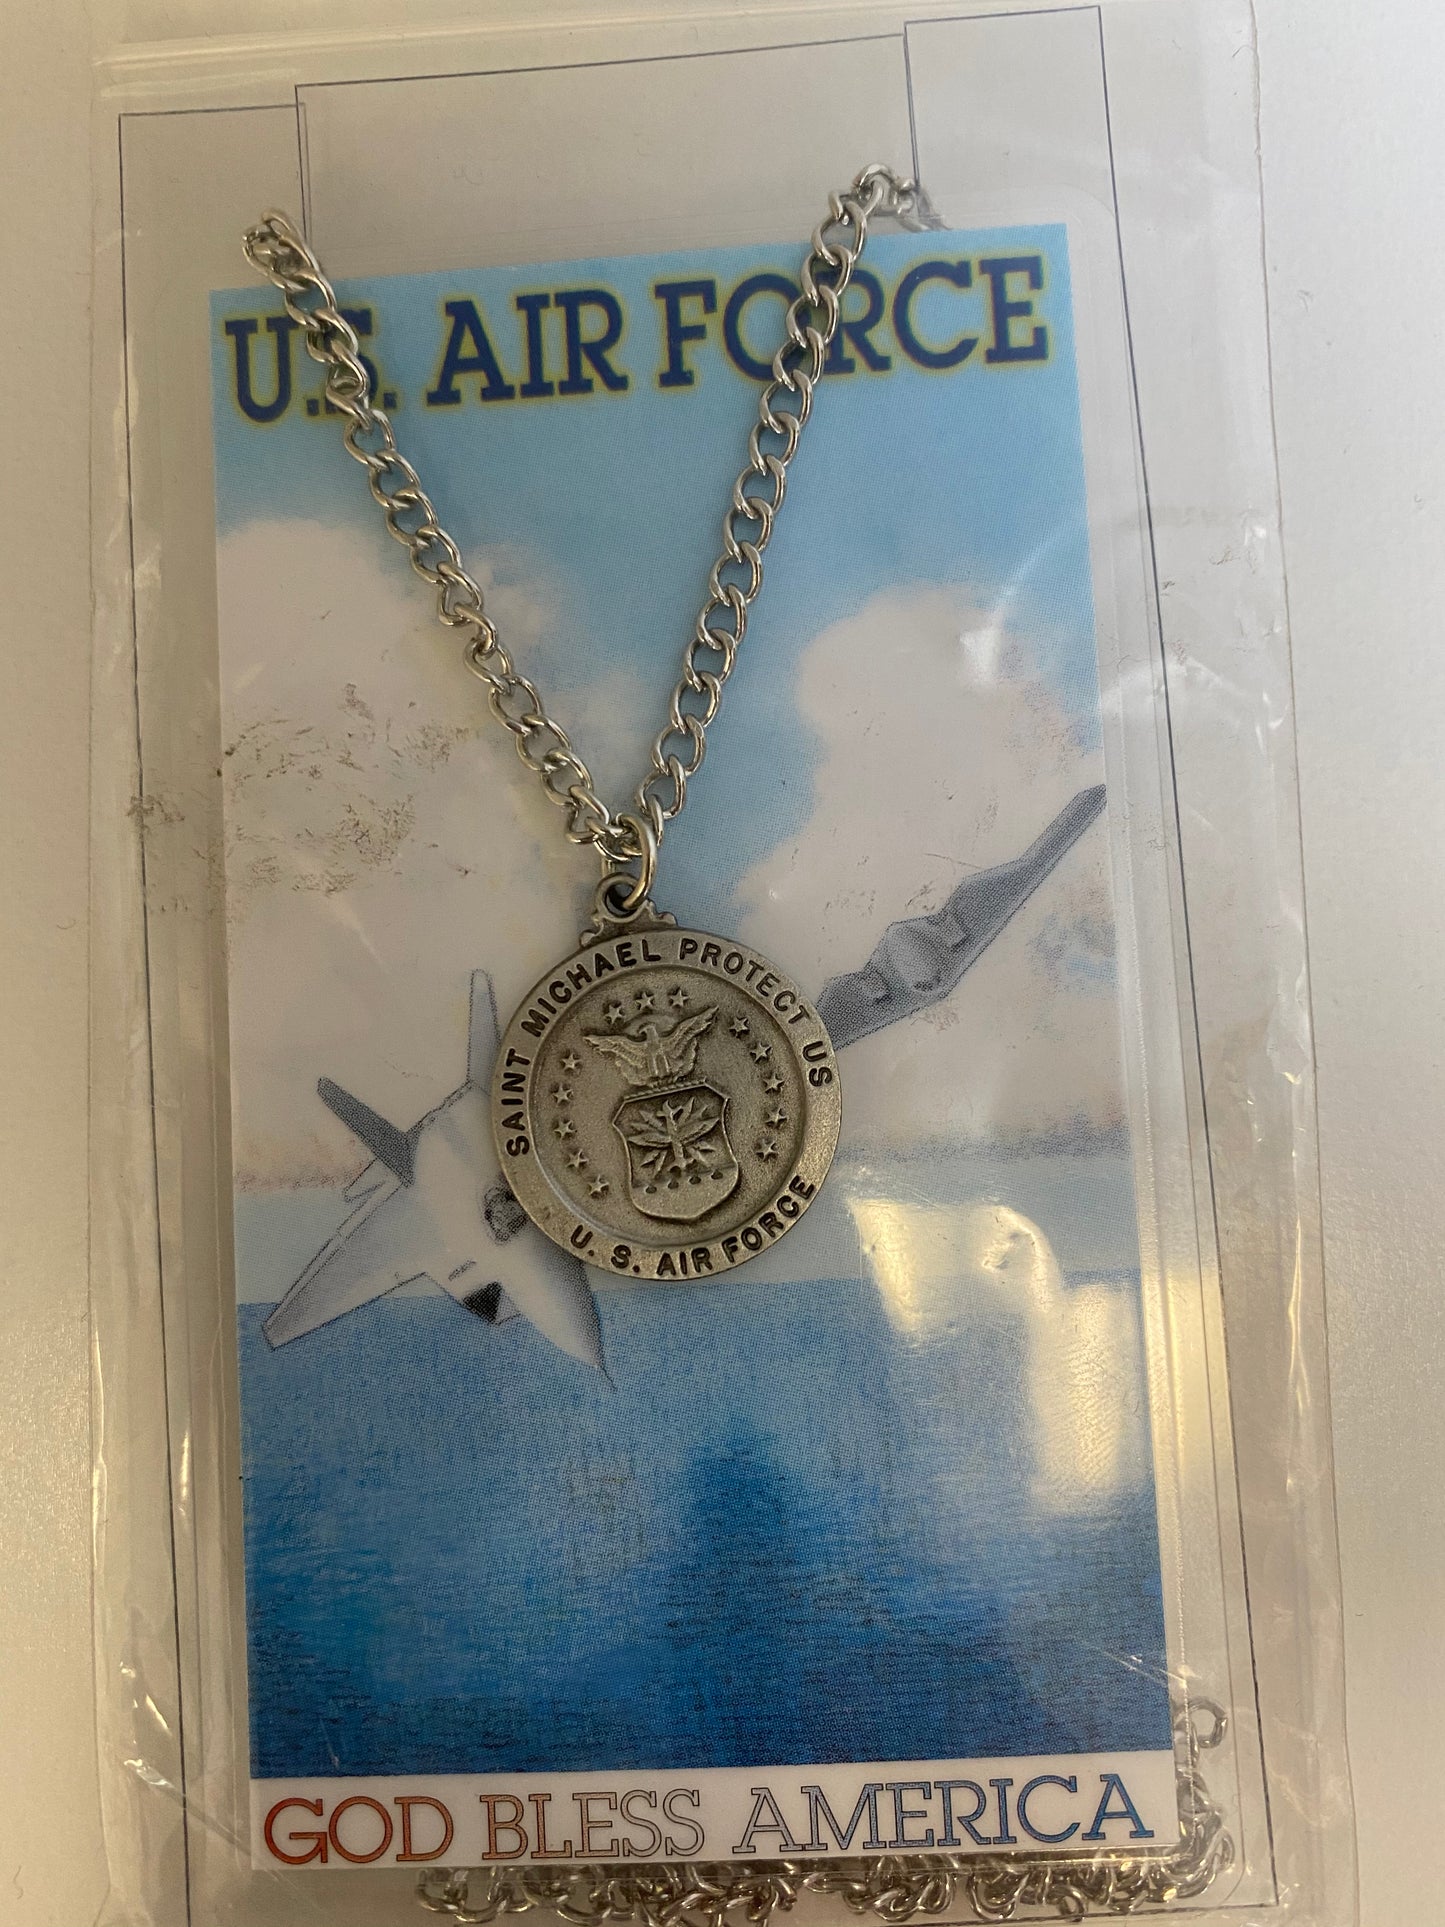 U.S. AIR FORCE
SAINT MICHAEL PROTECT US
U. S. AIR FORCE
GOD BLESS AMERICA